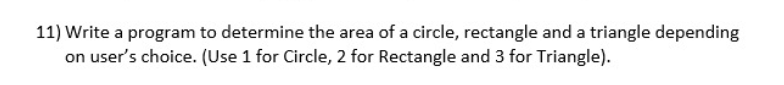 11) Write a program to determine the area of a circle, rectangle and a triangle depending
on user's choice. (Use 1 for Circle, 2 for Rectangle and 3 for Triangle).